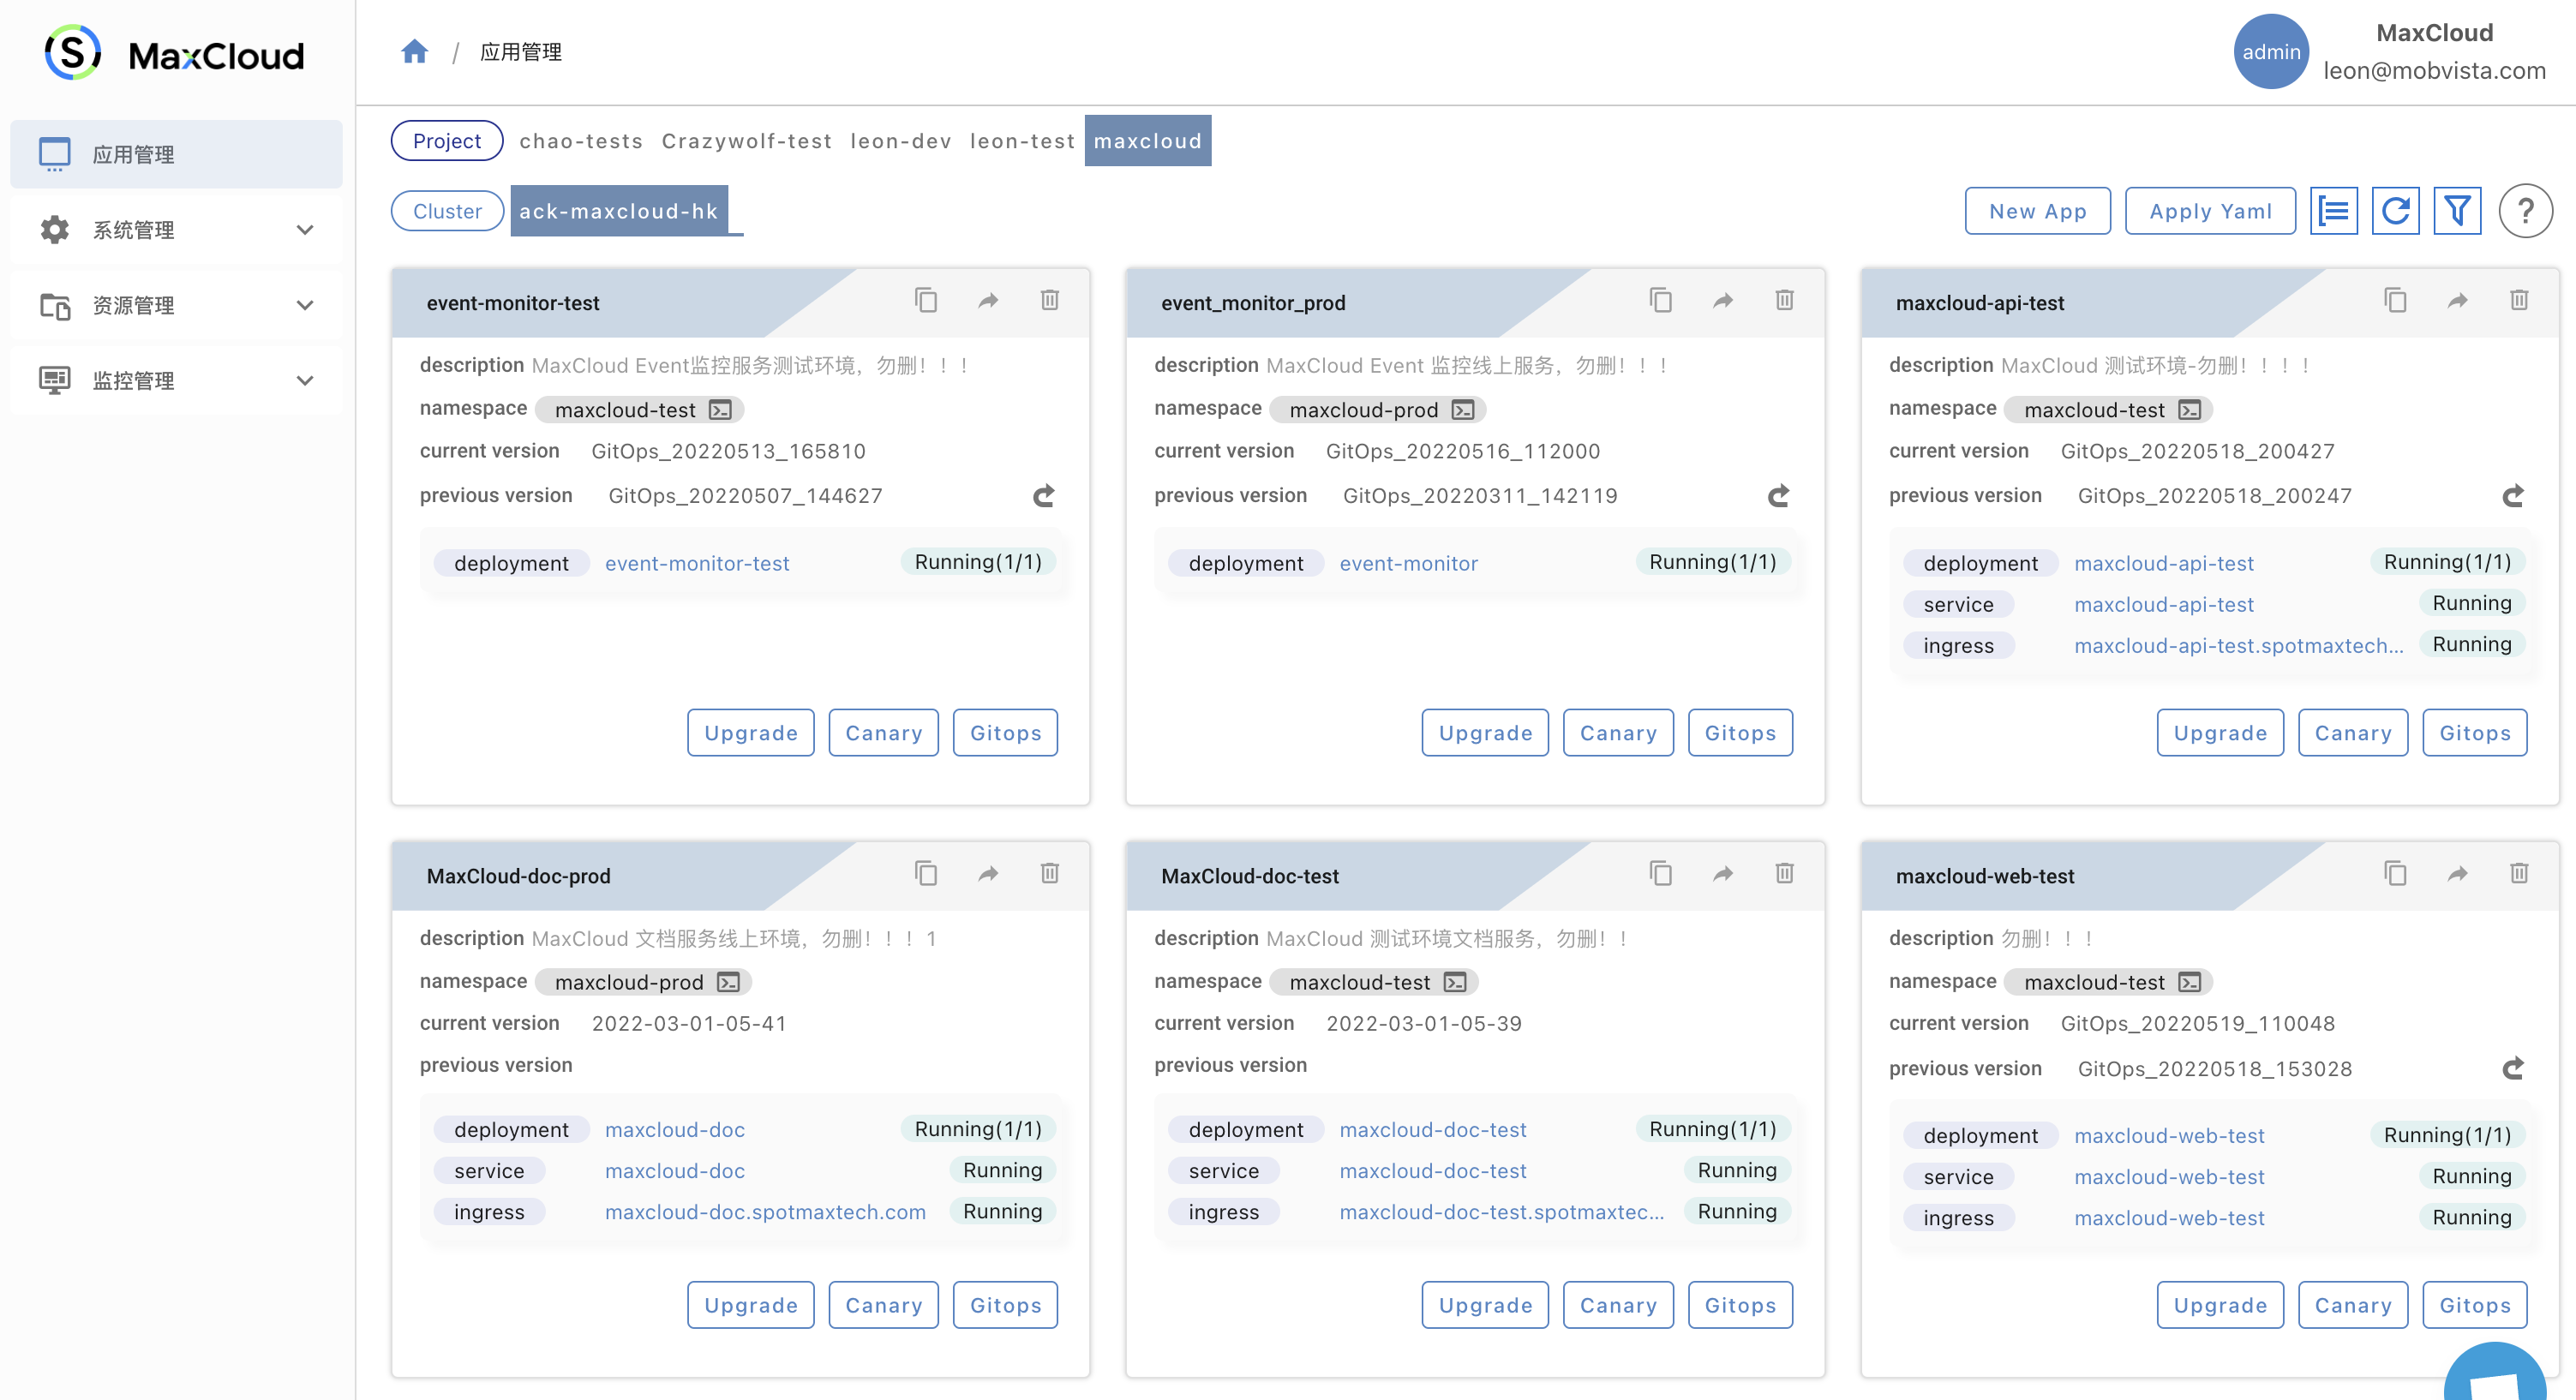 MaxCloud
应用管理
系统管理
资源管理
监控管理
/ 应用管理
admin
MaxCloud
leon@mobvista.com
Project chao-tests Crazywolf-test leon-dev leon-test maxcloud
Cluster ack-maxcloud-hk
New App Apply Yaml ?
event-monitor-test
description MaxCloud Event监控服务测试环境，勿删！！！
namespace maxcloud-test
current version GitOps_20220513_165810
previous version GitOps_20220507_144627
deployment event-monitor-test Running(1/1)
Upgrade Canary Gitops
event_monitor_prod
description MaxCloud Event 监控线上服务，勿删！！！
namespace maxcloud-prod
current version GitOps_20220516_112000
previous version GitOps_20220311_142119
deployment event-monitor Running(1/1)
Upgrade Canary Gitops
maxcloud-api-test
description MaxCloud 测试环境-勿删！！！！
namespace maxcloud-test
current version GitOps_20220518_200427
previous version GitOps_20220518_200247
deployment maxcloud-api-test Running(1/1)
service maxcloud-api-test Running
ingress maxcloud-api-test.spotmaxtech... Running
Upgrade Canary Gitops
MaxCloud-doc-prod
description MaxCloud 文档服务线上环境，勿删！！！1
namespace maxcloud-prod
current version 2022-03-01-05-41
previous version
deployment maxcloud-doc Running(1/1)
service maxcloud-doc Running
ingress maxcloud-doc.spotmaxtech.com Running
Upgrade Canary Gitops
MaxCloud-doc-test
description MaxCloud 测试环境文档服务，勿删！！
namespace maxcloud-test
current version 2022-03-01-05-39
previous version
deployment maxcloud-doc-test Running(1/1)
service maxcloud-doc-test Running
ingress maxcloud-doc-test.spotmaxtec... Running
Upgrade Canary Gitops
maxcloud-web-test
description 勿删！！！
namespace maxcloud-test
current version GitOps_20220519_110048
previous version GitOps_20220518_153028
deployment maxcloud-web-test Running(1/1)
service maxcloud-web-test Running
ingress maxcloud-web-test Running
Upgrade Canary Gitops